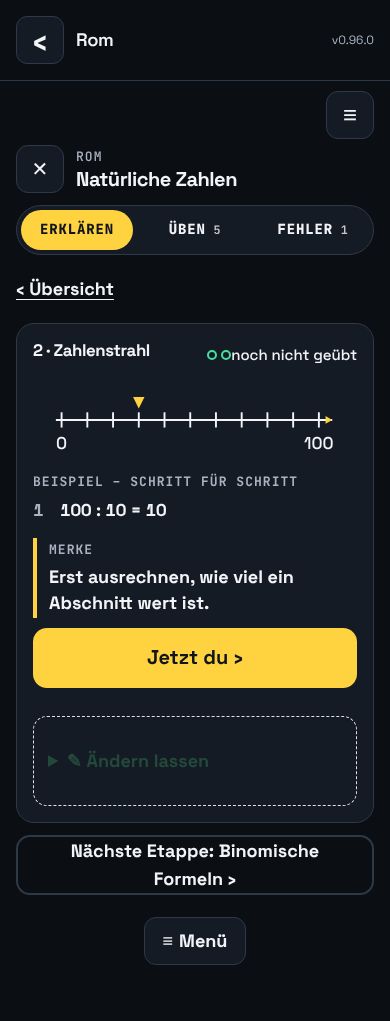 < Rom v0.96.0
≡
✕ ROM
Natürliche Zahlen
ERKLÄREN ÜBEN 5 FEHLER 1
< Übersicht
2 · Zahlenstrahl noch nicht geübt
0 100
BEISPIEL – SCHRITT FÜR SCHRITT
1 100 : 10 = 10
MERKE
Erst ausrechnen, wie viel ein
Abschnitt wert ist.
Jetzt du >
▶ ✎ Ändern lassen
Nächste Etappe: Binomische
Formeln >
≡ Menü